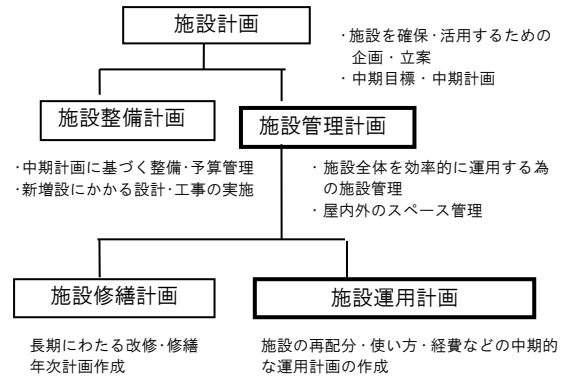 施設計画
・施設を確保・活用するための
企画・立案
・中期目標・中期計画
施設整備計画
施設管理計画
・中期計画に基づく整備・予算管理
・新増設にかかる設計・工事の実施
・施設全体を効率的に運用する為
の施設管理
・屋内外のスペース管理
施設修繕計画
施設運用計画
長期にわたる改修・修繕
年次計画作成
施設の再配分・使い方・経費などの中期的
な運用計画の作成